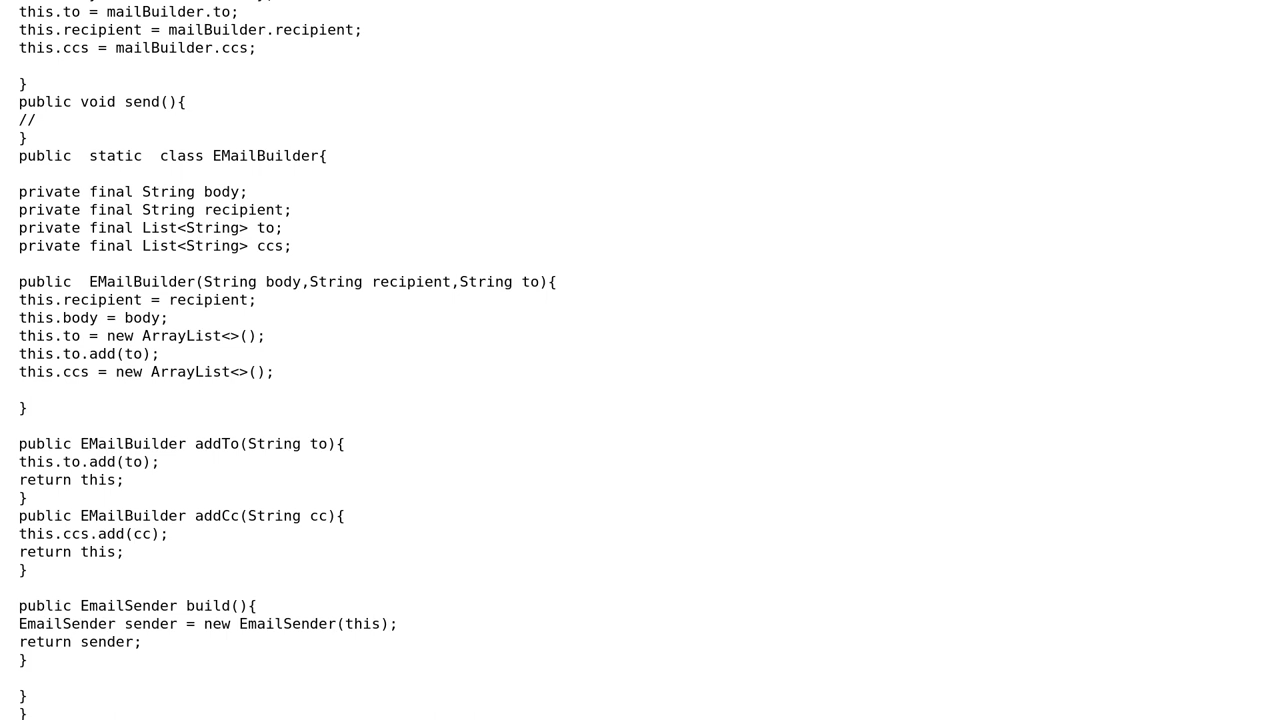 this.to = mailBuilder.to;
this.recipient = mailBuilder.recipient;
this.ccs = mailBuilder.ccs;
}
public void send(){
//
}
public  static  class EMailBuilder{
private final String body;
private final String recipient;
private final List<String> to;
private final List<String> ccs;
public  EMailBuilder(String body,String recipient,String to){
this.recipient = recipient;
this.body = body;
this.to = new ArrayList<>();
this.to.add(to);
this.ccs = new ArrayList<>();
}
public EMailBuilder addTo(String to){
this.to.add(to);
return this;
}
public EMailBuilder addCc(String cc){
this.ccs.add(cc);
return this;
}
public EmailSender build(){
EmailSender sender = new EmailSender(this);
return sender;
}
}
}